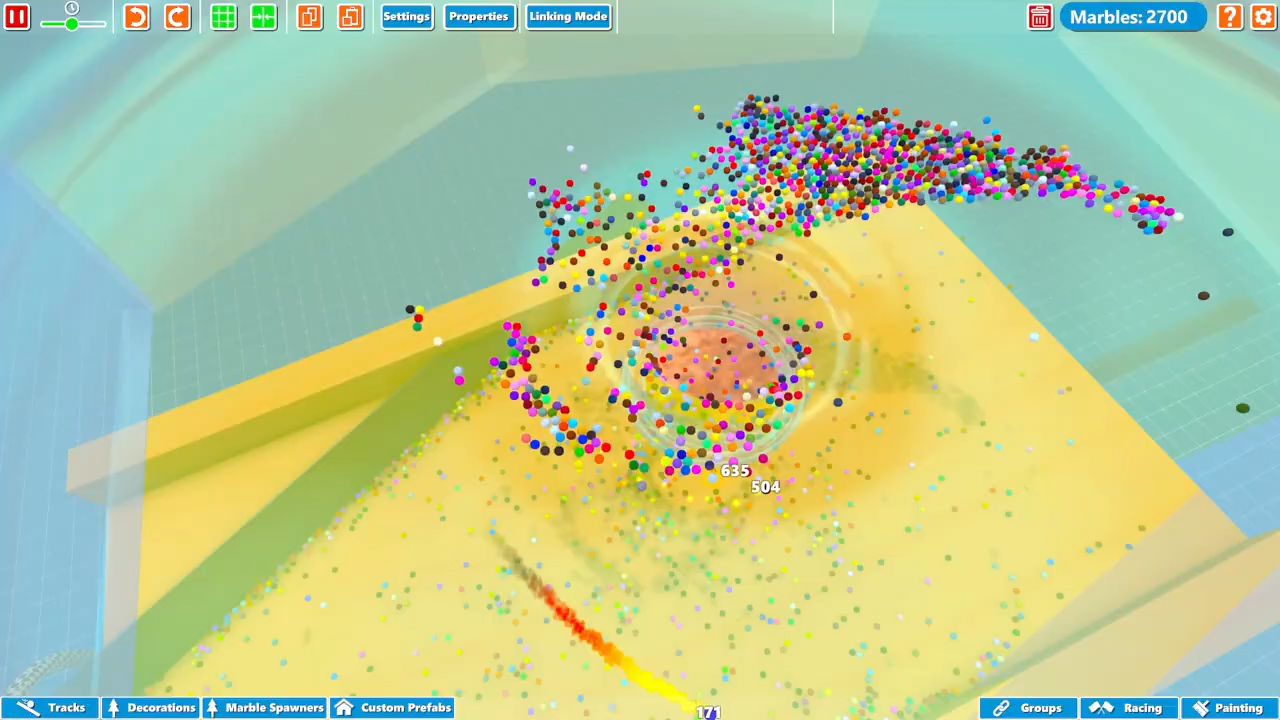 Settings
Properties
Linking Mode
Marbles: 2700
?
635
504
171
Tracks
Decorations
Marble Spawners
Custom Prefabs
Groups
Racing
Painting